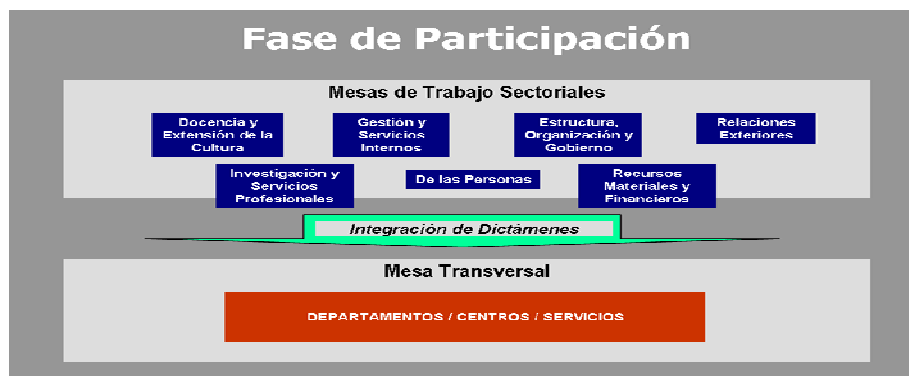 Fase de Participación
Mesas de Trabajo Sectoriales
Docencia y
Extensión de la
Cultura
Gestión y
Servicios
Internos
Estructura,
Organización y
Gobierno
Relaciones
Exteriores
Investigación y
Servicios
Profesionales
De las Personas
Recursos
Materiales y
Financieros
Integración de Dictámenes
Mesa Transversal
DEPARTAMENTOS / CENTROS / SERVICIOS